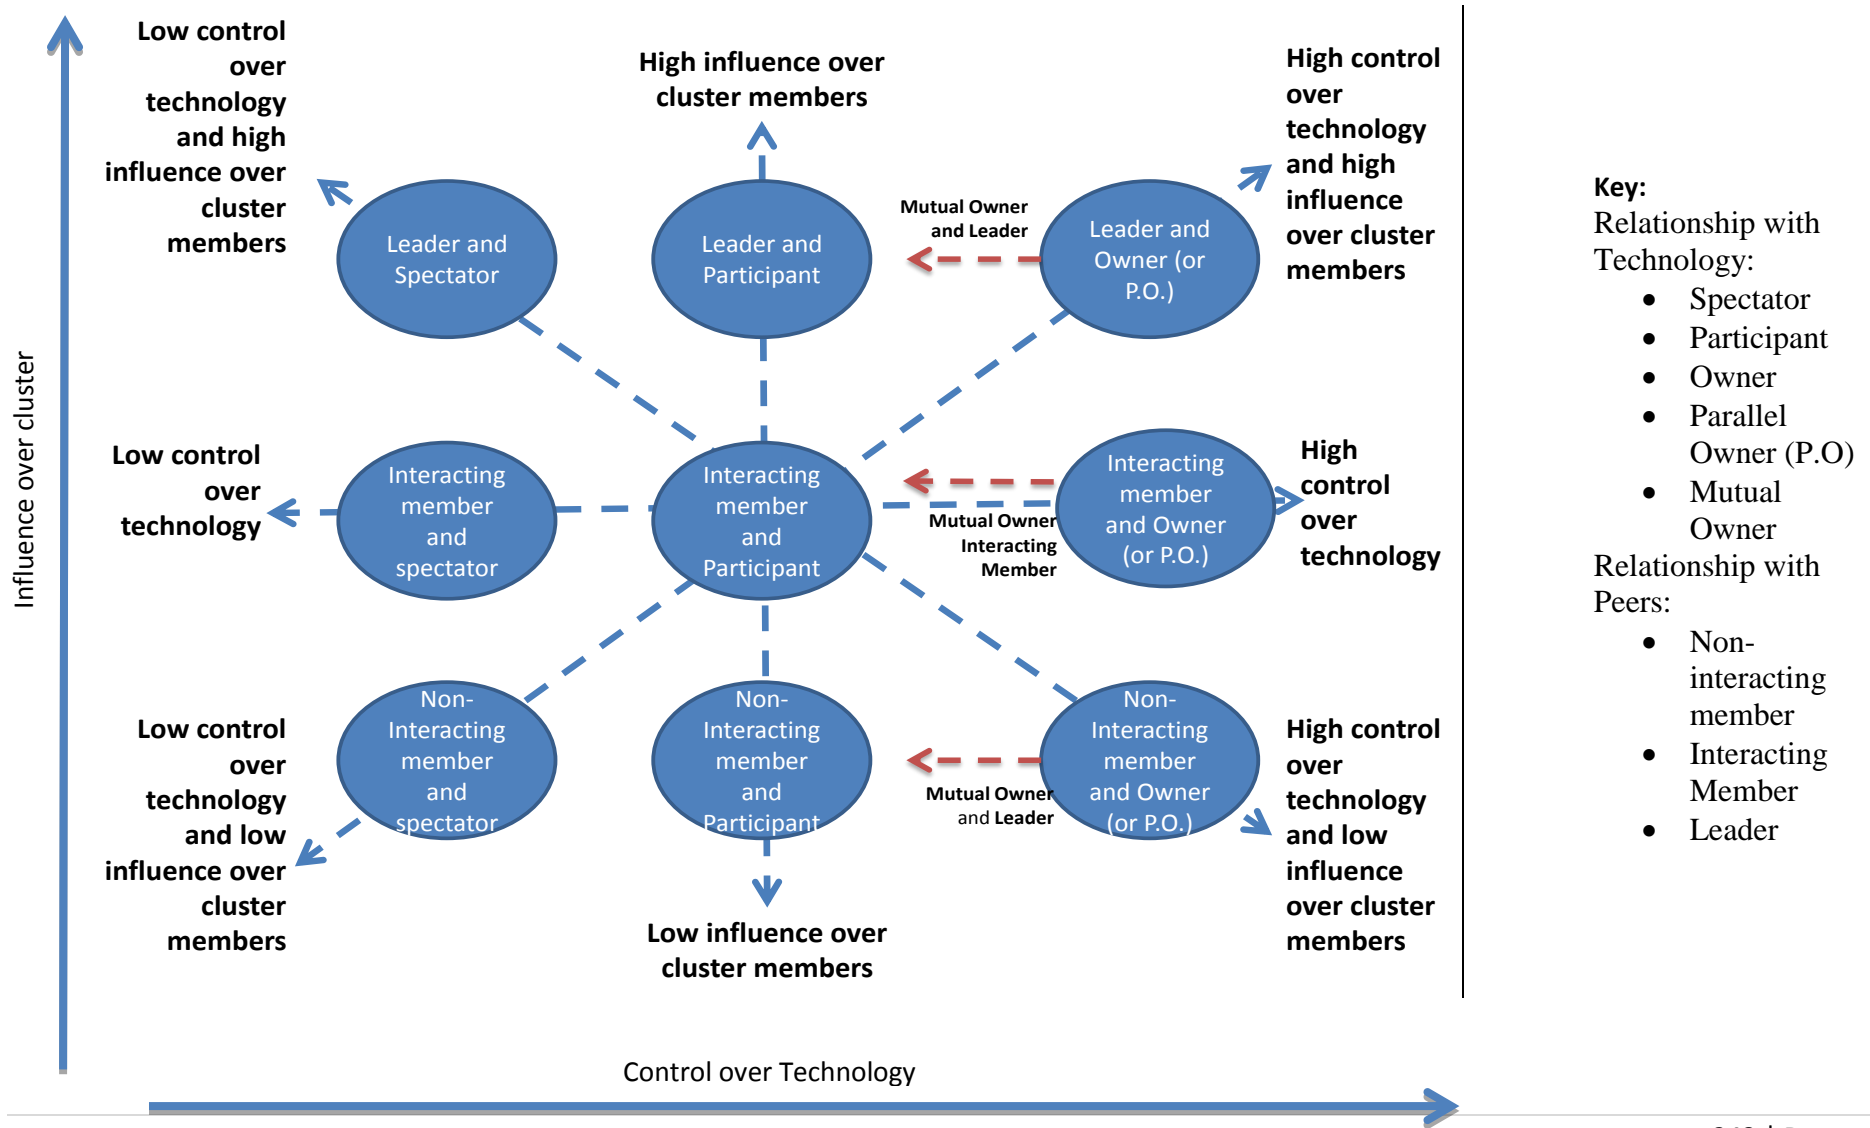 Low control
over
technology
and high
influence over
cluster
members
High influence over
cluster members
High control
over
technology
and high
influence
over cluster
members
Leader and
Spectator
Leader and
Participant
Mutual Owner
and Leader
Leader and
Owner (or
P.O.)
Influence over cluster
Low control
over
technology
Interacting
member
and
spectator
Interacting
member
and
Participant
Mutual Owner
Interacting
Member
Interacting
member
and Owner
(or P.O.)
High
control
over
technology
Low control
over
technology
and low
influence over
cluster
members
Non-
Interacting
member
and
spectator
Non-
Interacting
member
and
Participant
Mutual Owner
and Leader
Non-
Interacting
member
and Owner
(or P.O.)
High control
over
technology
and low
influence
over cluster
members
Low influence over
cluster members
Control over Technology
Key:
Relationship with
Technology:
• Spectator
• Participant
• Owner
• Parallel
Owner (P.O)
• Mutual
Owner
Relationship with
Peers:
• Non-
interacting
member
• Interacting
Member
• Leader